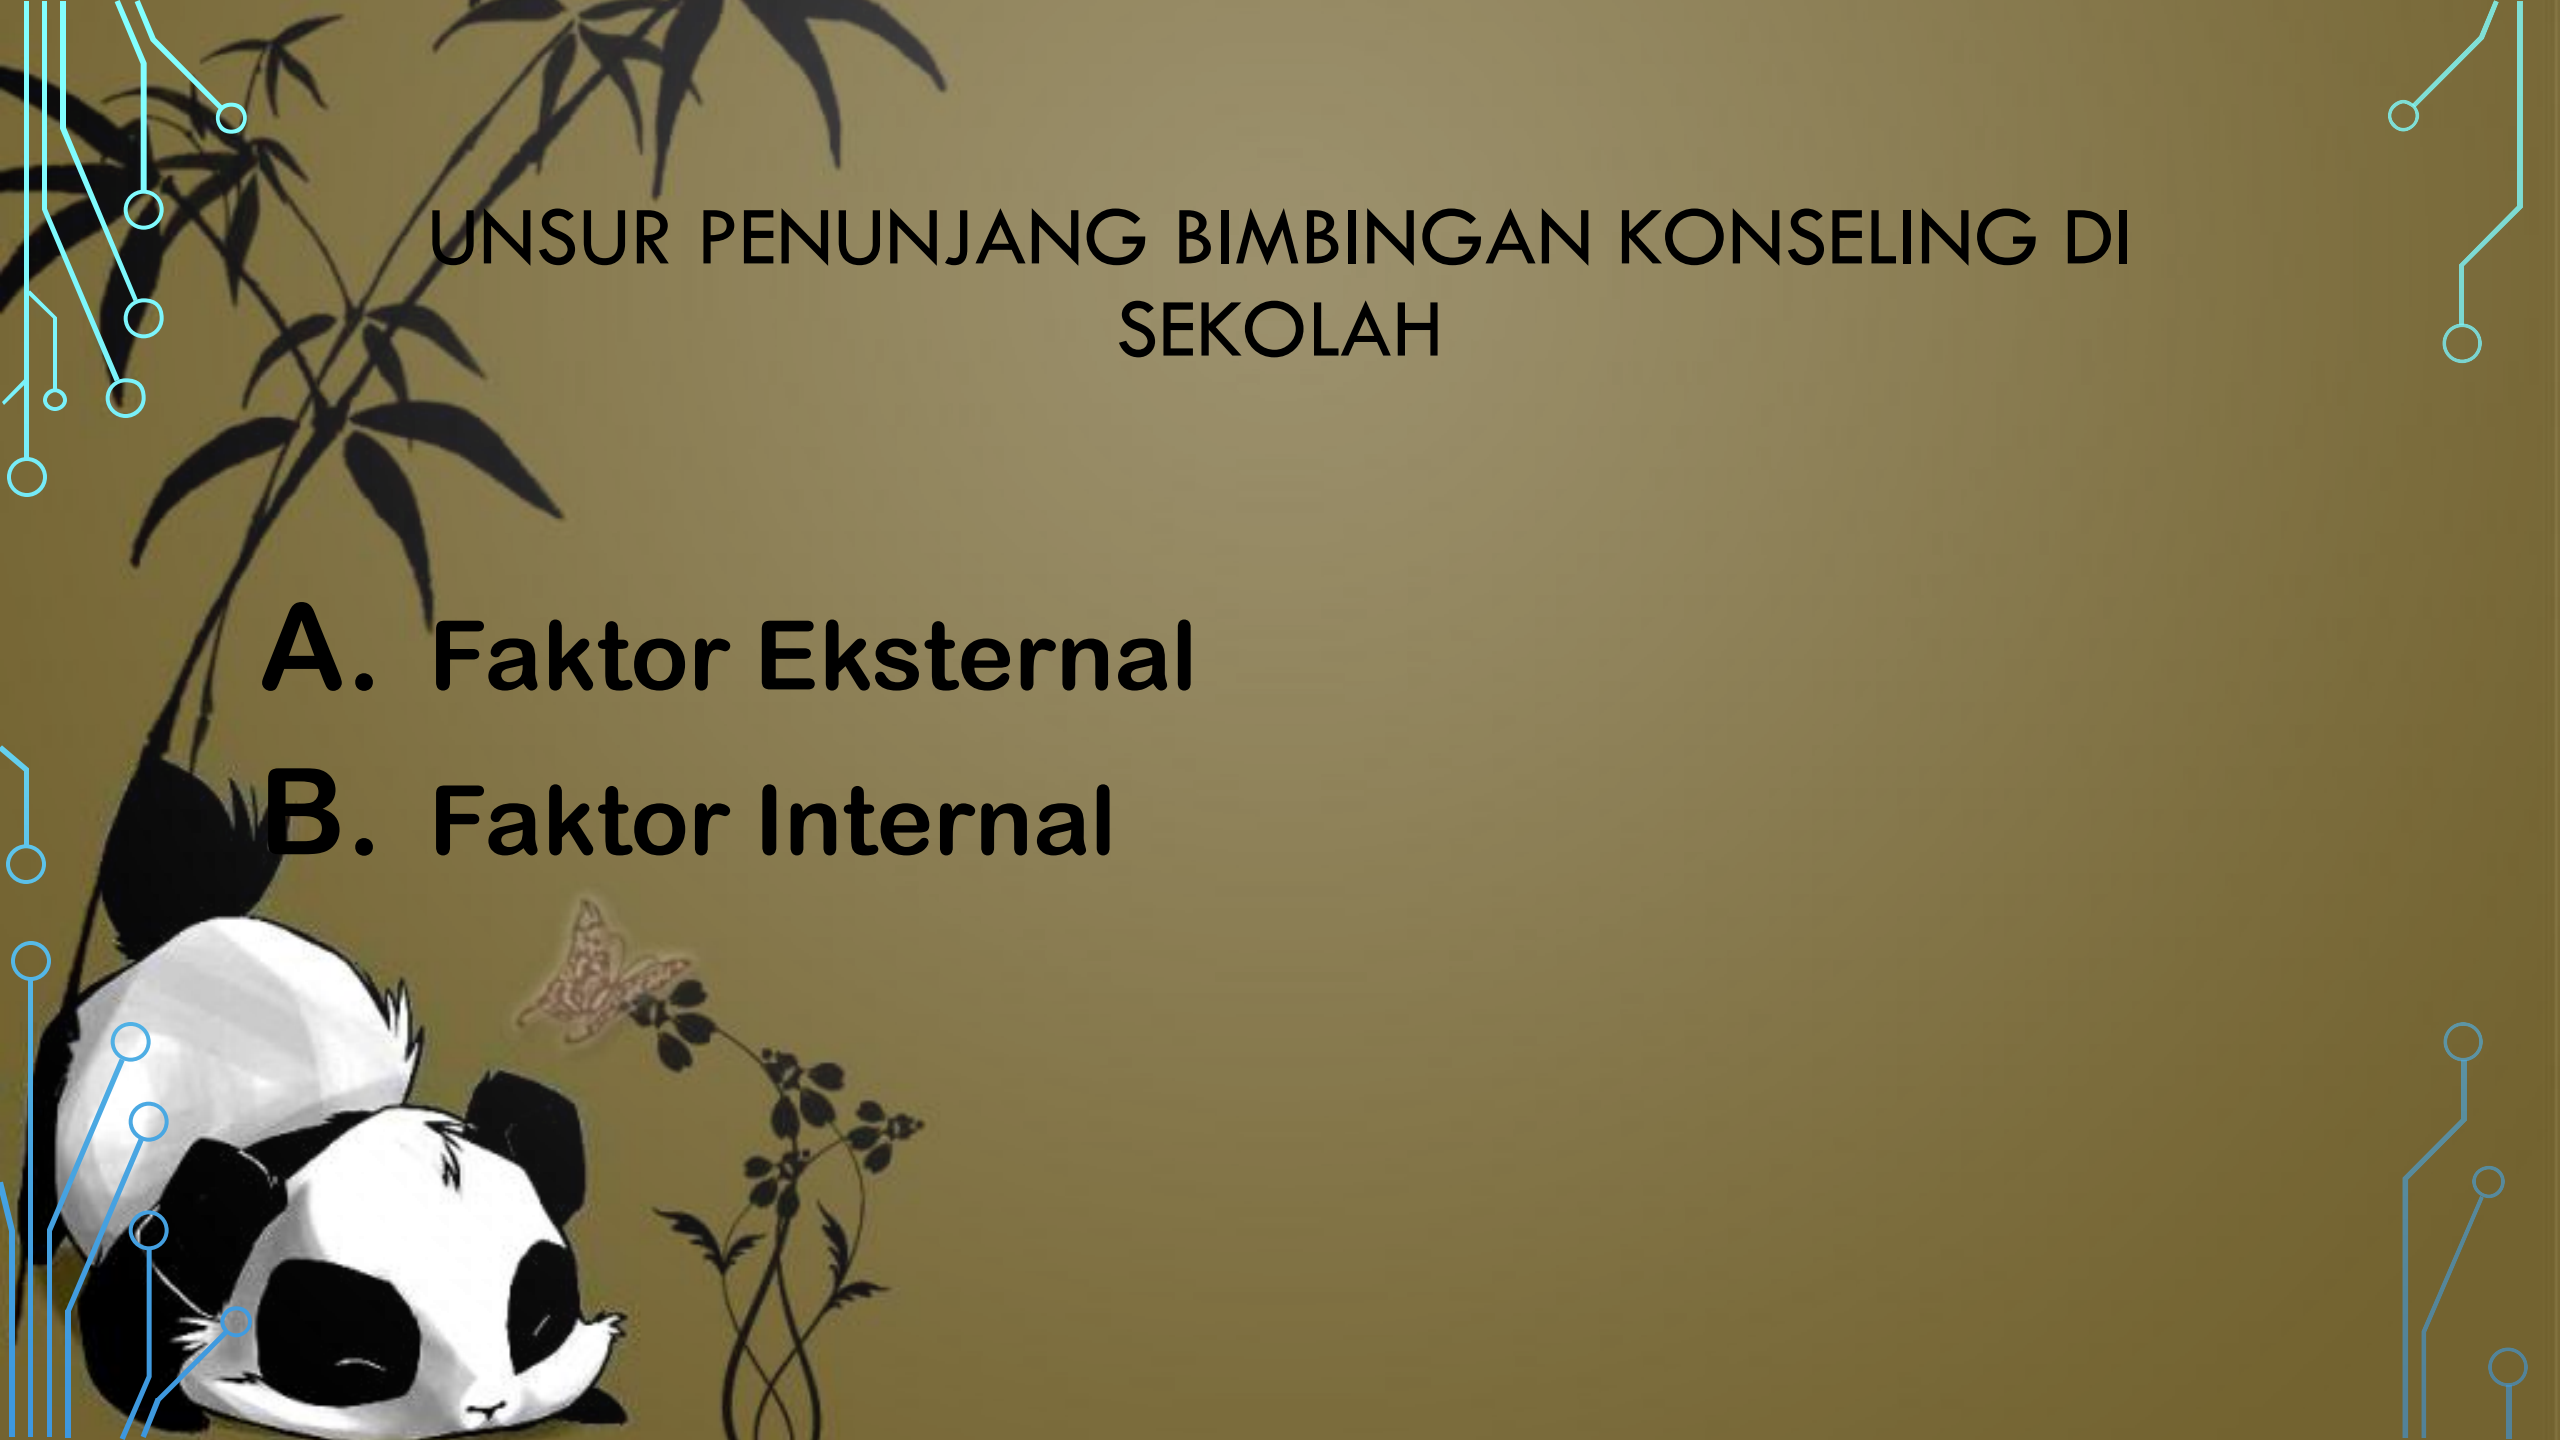 UNSUR PENUNJANG BIMBINGAN KONSELING DI
SEKOLAH
A. Faktor Eksternal
B. Faktor Internal